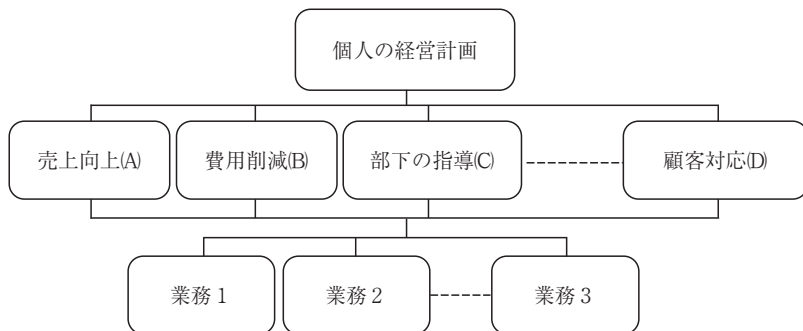 個人の経営計画
売上向上(A)
費用削減(B)
部下の指導(C)
顧客対応(D)
業務1
業務2
業務3